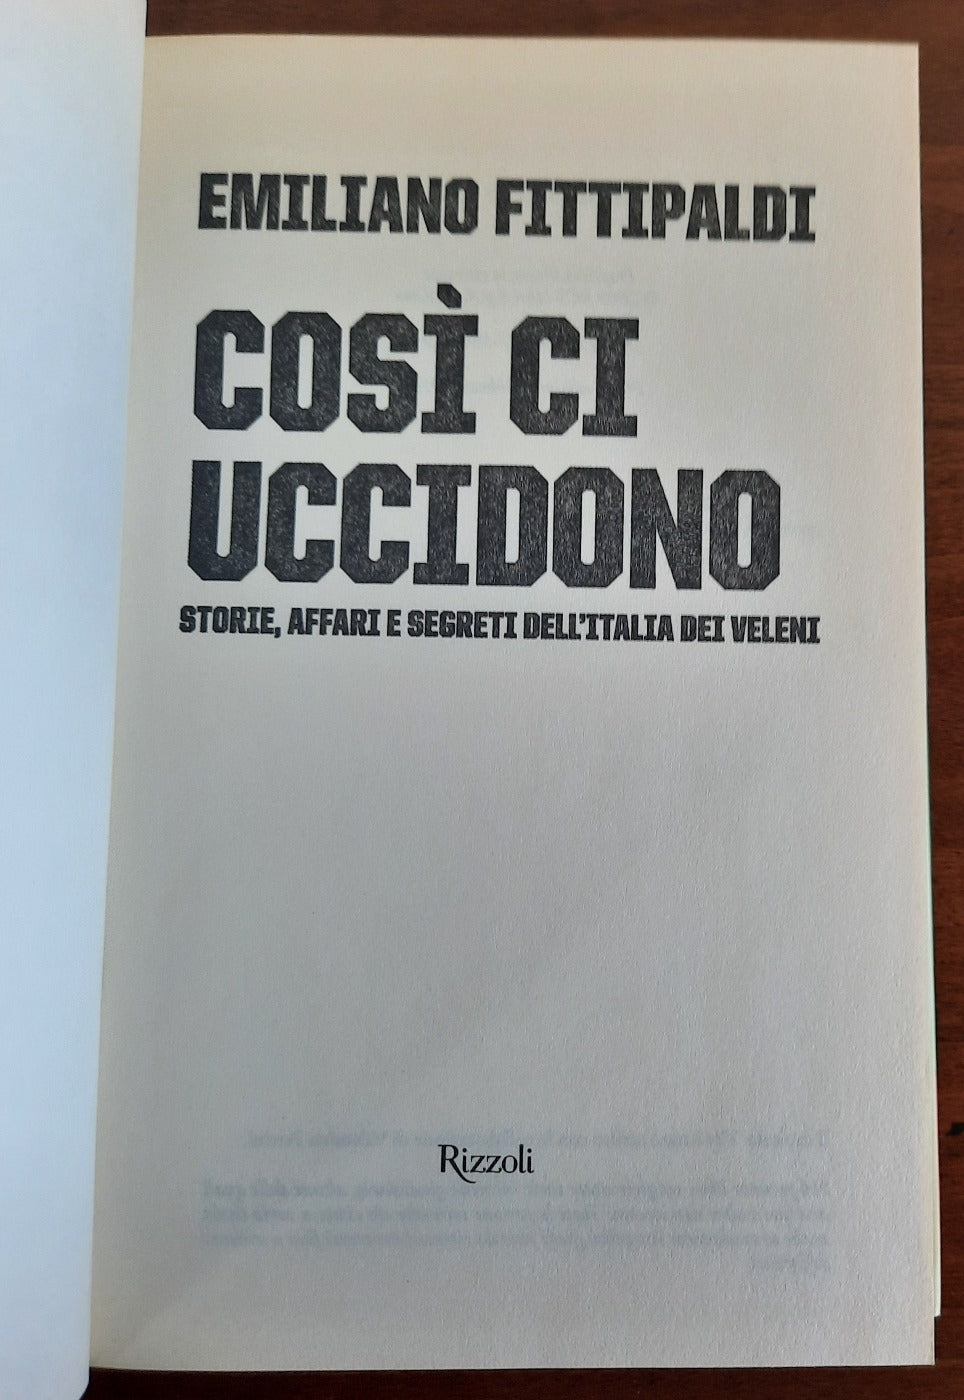 EMILIANO FITTIPALDI
COSÌ CI
UCCIDONO
STORIE, AFFARI E SEGRETI DELL'ITALIA DEI VELENI
Rizzoli